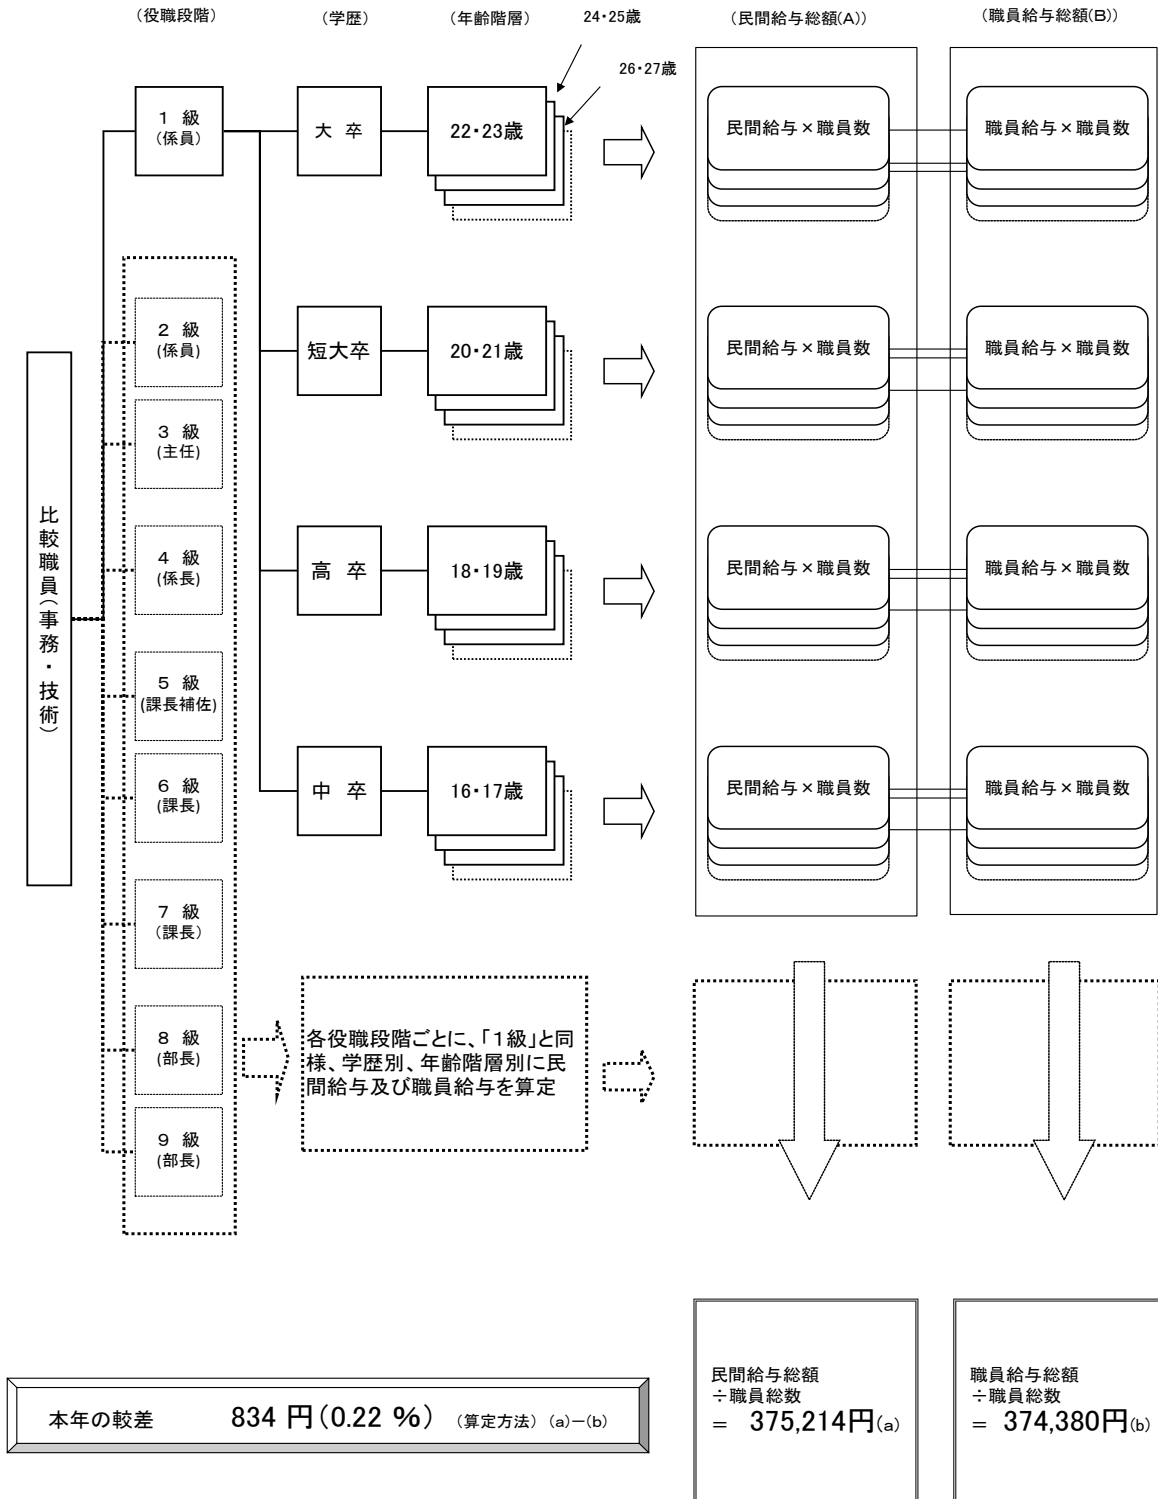 （役職段階）
（学歴）
（年齢階層）
24・25歳
26・27歳
（民間給与総額(A)）
（職員給与総額(B)）
比較職員（事務・技術）
１ 級
（係員）
大 卒
22・23歳
民間給与×職員数
職員給与×職員数
２ 級
(係員)
短大卒
20・21歳
民間給与×職員数
職員給与×職員数
３ 級
(主任)
４ 級
(係長)
高 卒
18・19歳
民間給与×職員数
職員給与×職員数
５ 級
(課長補佐)
６ 級
(課長)
中 卒
16・17歳
民間給与×職員数
職員給与×職員数
７ 級
（課長）
８ 級
(部長)
９ 級
(部長)
各役職段階ごとに、「１級」と同
様、学歴別、年齢階層別に民
間給与及び職員給与を算定
民間給与総額
÷職員総数
＝ 375,214円(a)
職員給与総額
÷職員総数
＝ 374,380円(b)
本年の較差 834 円（0.22 ％） （算定方法） (a)－(b)